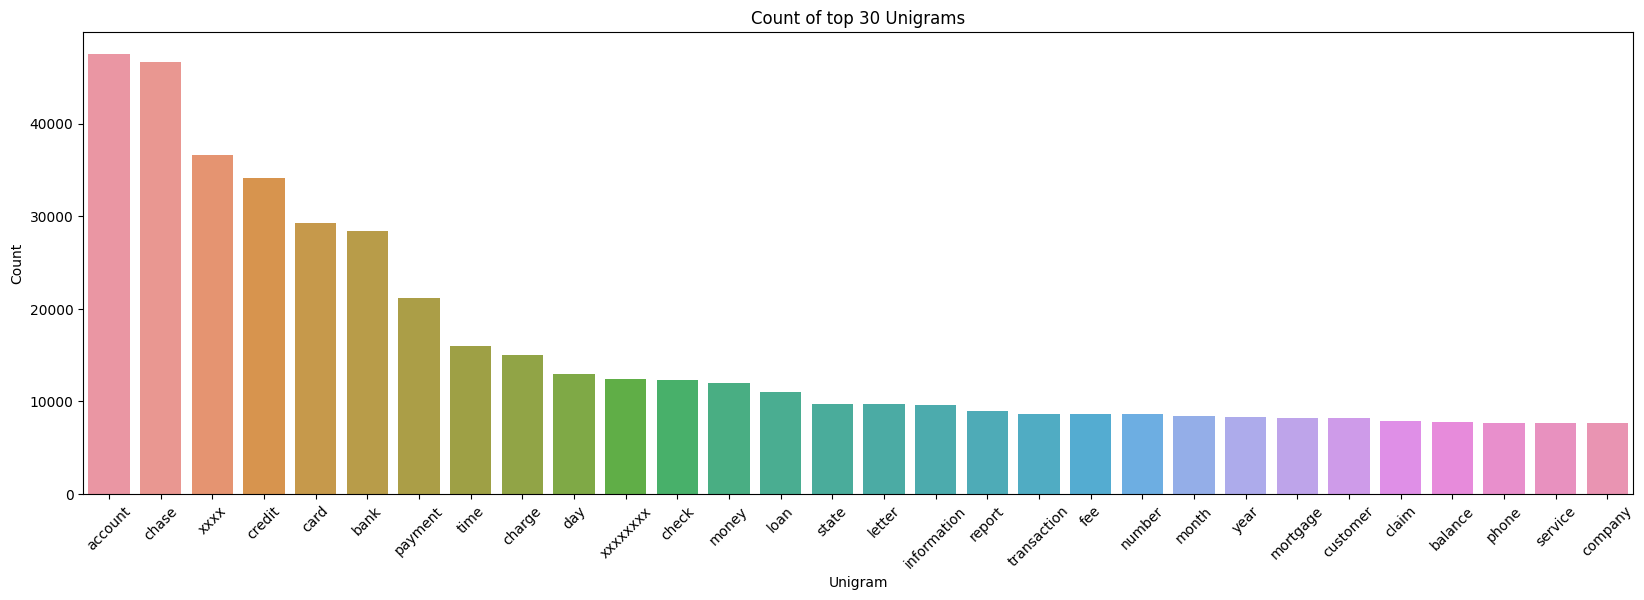 Count of top 30 Unigrams
Count
40000
30000
20000
10000
0
account chase xxxx credit card bank payment time charge day xxxxxxxx check money loan state letter information report transaction fee number month year mortgage customer claim balance phone service company
Unigram